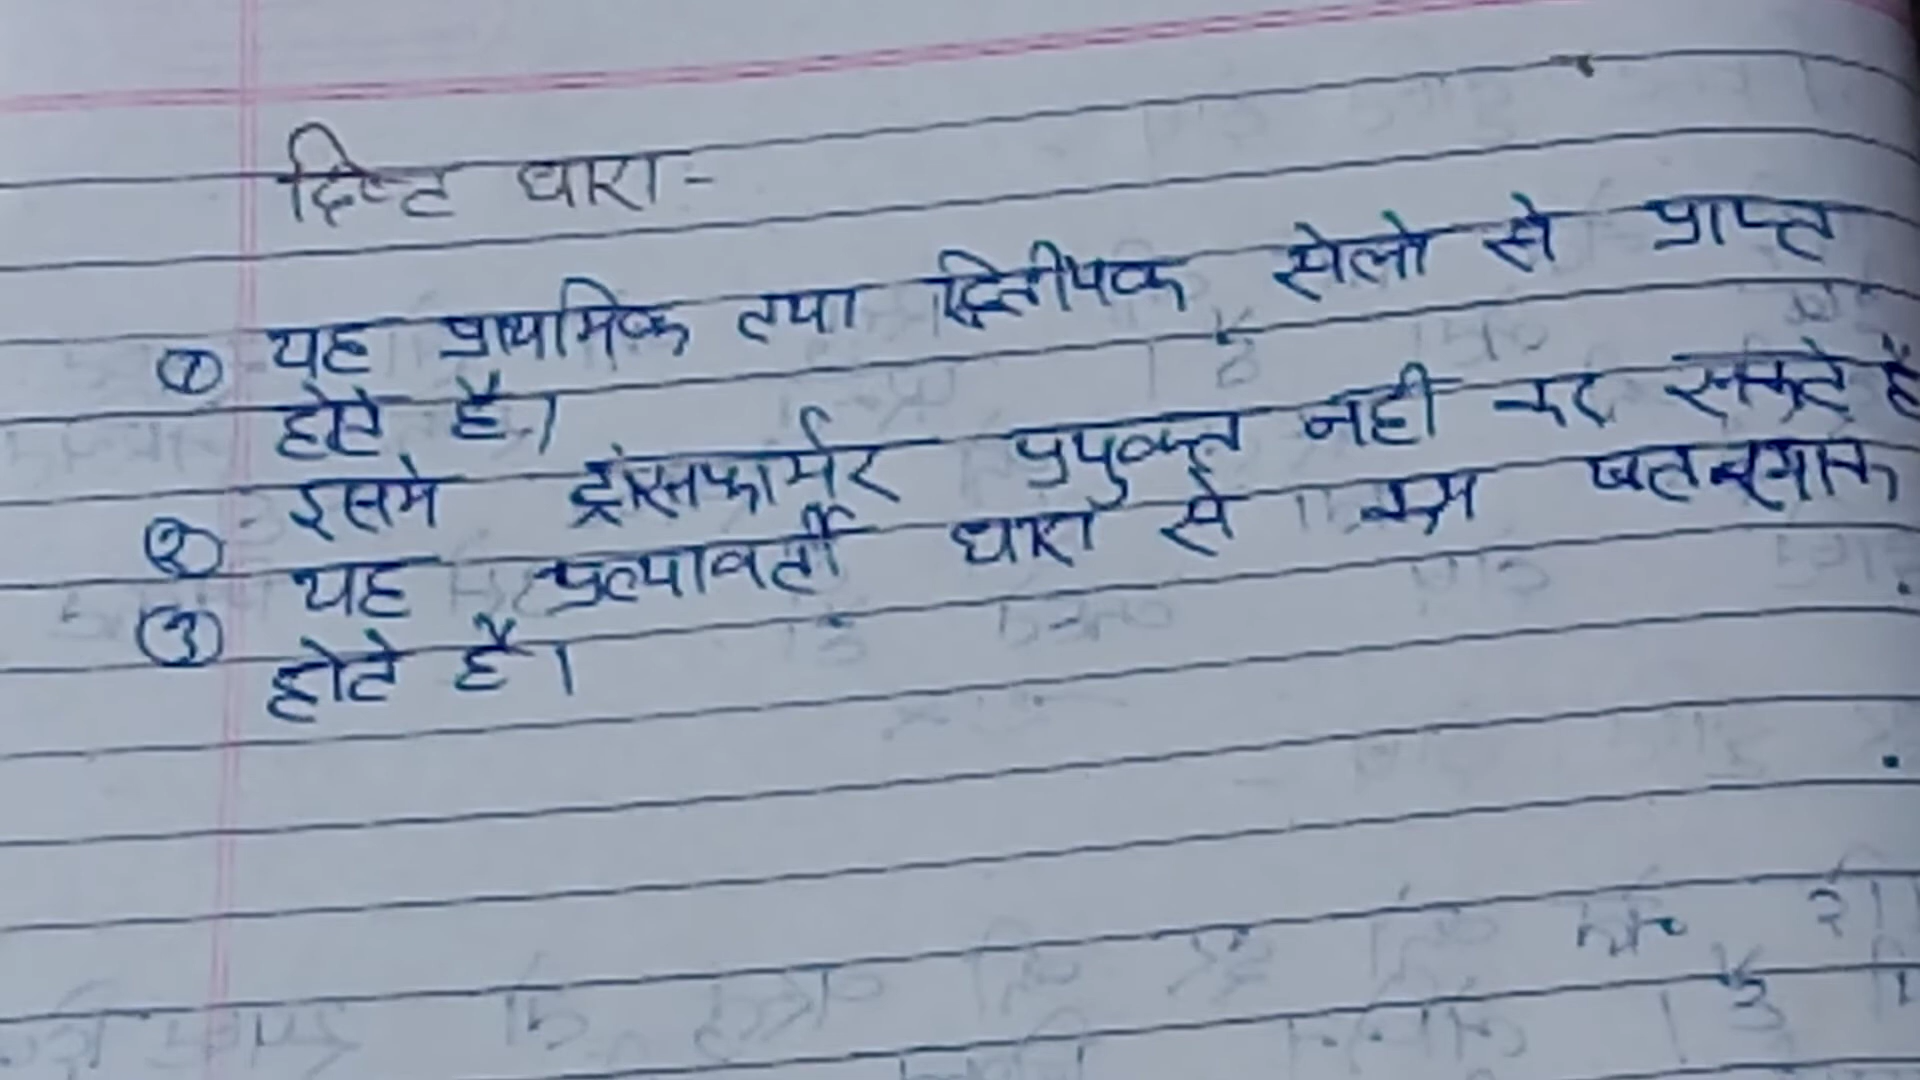 दिष्ट धारा-
① यह प्राथमिक तथा द्वितीयक सेलो से प्राप्त
होते है।
② इसमे ट्रांसफार्मर प्रयुक्त नही कर सकते है
③ यह प्रत्यावर्ती धारा से कम खतरनाक
होते है।